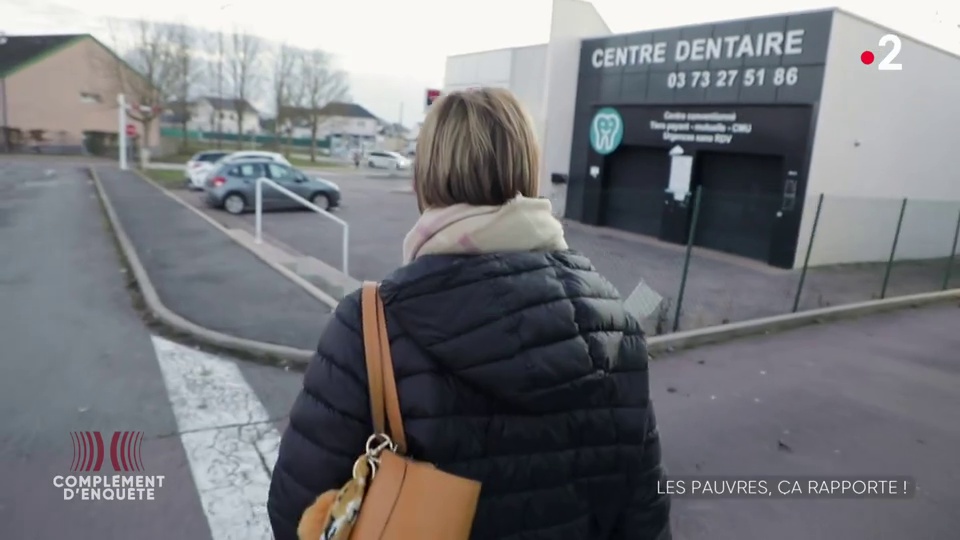 CENTRE DENTAIRE
03 73 27 51 86
Centre conventionné
Tiers payant - mutuelle - CMU
Urgences sans RDV
2
COMPLÉMENT
D'ENQUÊTE
LES PAUVRES, ÇA RAPPORTE !